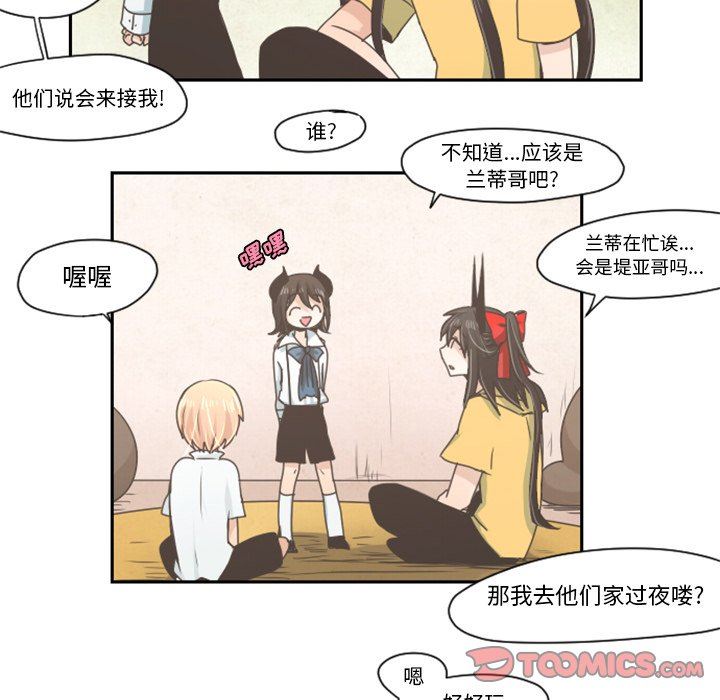 他们说会来接我!
谁?
不知道...应该是
兰蒂哥吧?
兰蒂在忙诶...
会是堤亚哥吗...
喔喔
嘿嘿
那我去他们家过夜喽?
嗯
TOOMICS.COM